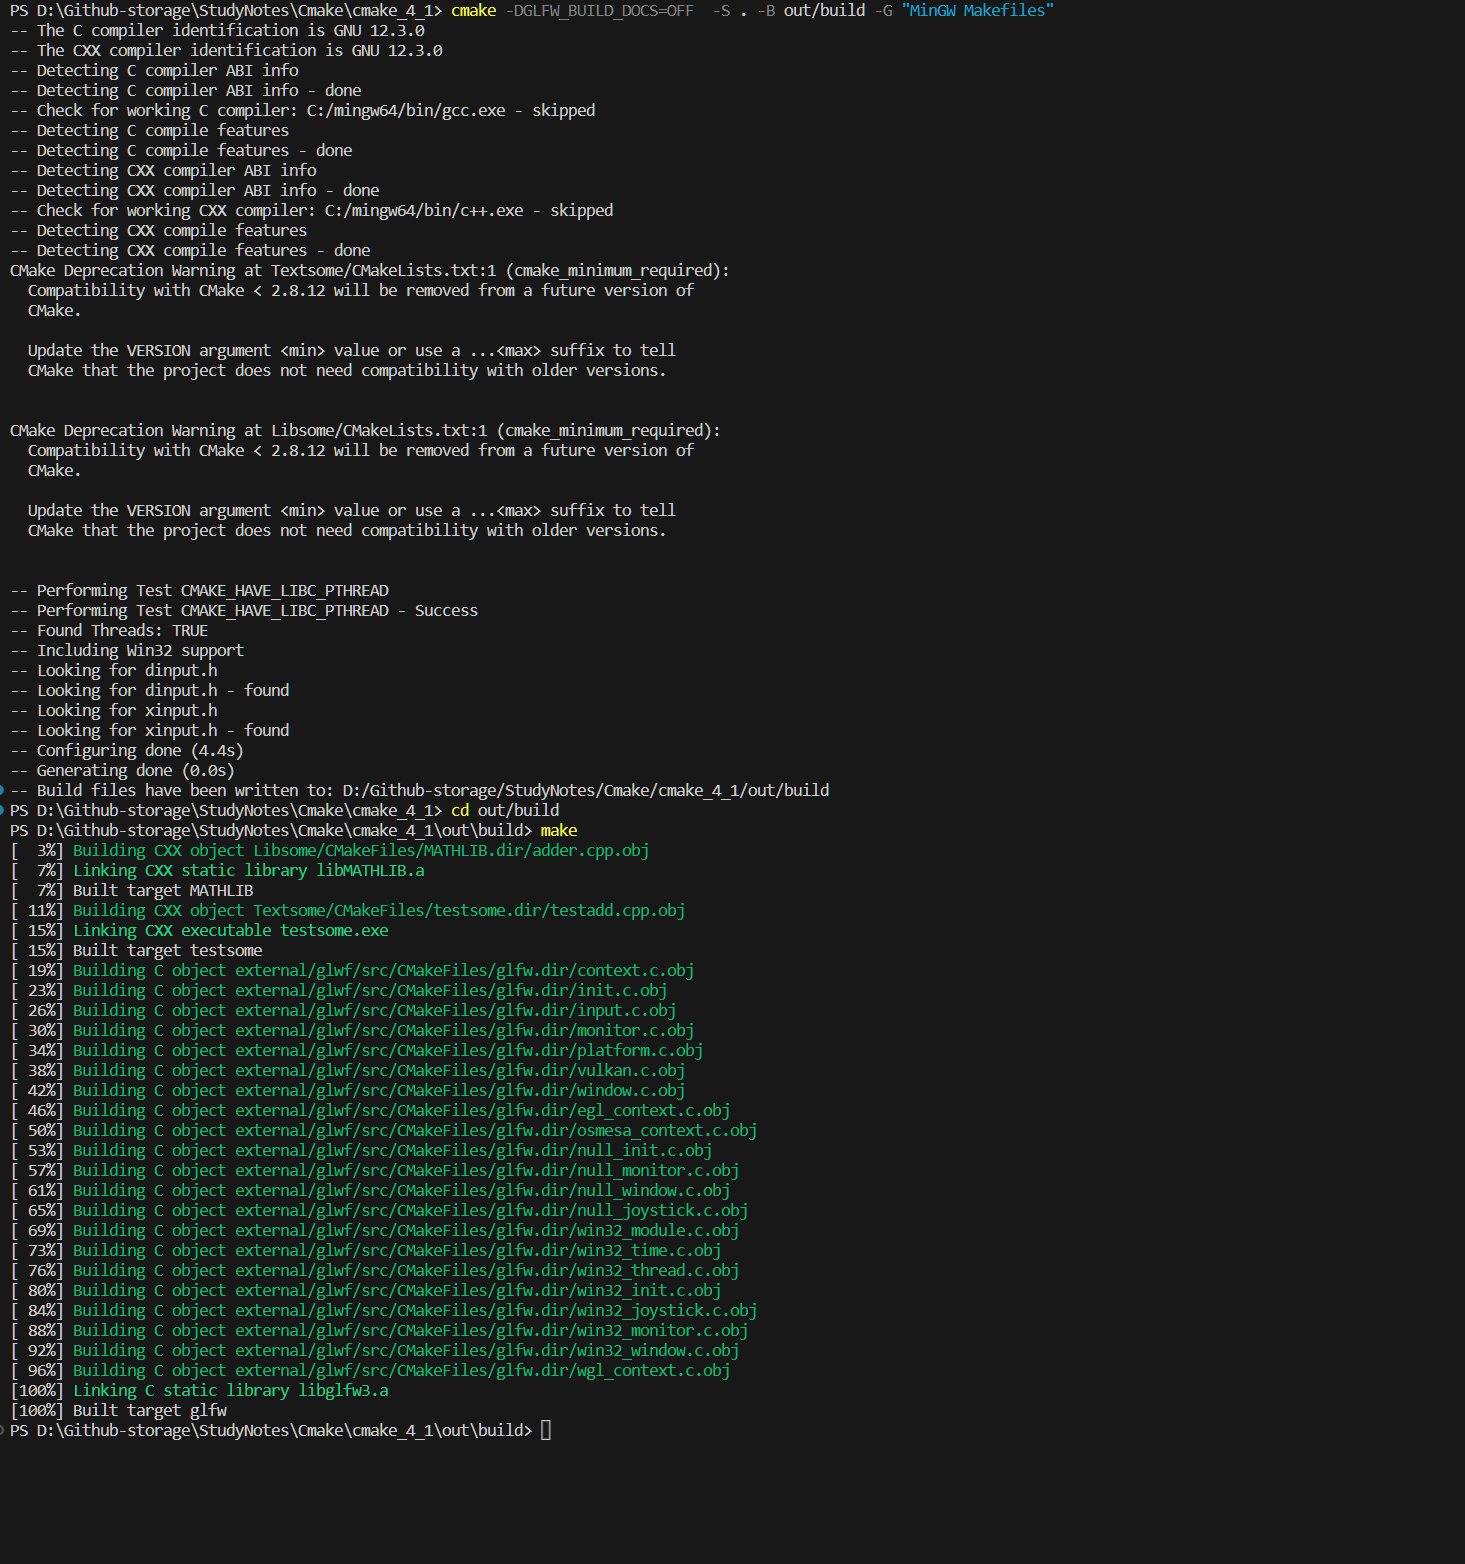 PS D:\Github-storage\StudyNotes\Cmake\cmake_4_1> cmake -DGLFW_BUILD_DOCS=OFF  -S . -B out/build -G "MinGW Makefiles"
-- The C compiler identification is GNU 12.3.0
-- The CXX compiler identification is GNU 12.3.0
-- Detecting C compiler ABI info
-- Detecting C compiler ABI info - done
-- Check for working C compiler: C:/mingw64/bin/gcc.exe - skipped
-- Detecting C compile features
-- Detecting C compile features - done
-- Detecting CXX compiler ABI info
-- Detecting CXX compiler ABI info - done
-- Check for working CXX compiler: C:/mingw64/bin/c++.exe - skipped
-- Detecting CXX compile features
-- Detecting CXX compile features - done
CMake Deprecation Warning at Textsome/CMakeLists.txt:1 (cmake_minimum_required):
  Compatibility with CMake < 2.8.12 will be removed from a future version of
  CMake.

  Update the VERSION argument <min> value or use a ...<max> suffix to tell
  CMake that the project does not need compatibility with older versions.


CMake Deprecation Warning at Libsome/CMakeLists.txt:1 (cmake_minimum_required):
  Compatibility with CMake < 2.8.12 will be removed from a future version of
  CMake.

  Update the VERSION argument <min> value or use a ...<max> suffix to tell
  CMake that the project does not need compatibility with older versions.


-- Performing Test CMAKE_HAVE_LIBC_PTHREAD
-- Performing Test CMAKE_HAVE_LIBC_PTHREAD - Success
-- Found Threads: TRUE
-- Including Win32 support
-- Looking for dinput.h
-- Looking for dinput.h - found
-- Looking for xinput.h
-- Looking for xinput.h - found
-- Configuring done (4.4s)
-- Generating done (0.0s)
-- Build files have been written to: D:/Github-storage/StudyNotes/Cmake/cmake_4_1/out/build
PS D:\Github-storage\StudyNotes\Cmake\cmake_4_1> cd out/build
PS D:\Github-storage\StudyNotes\Cmake\cmake_4_1\out\build> make
[  3%] Building CXX object Libsome/CMakeFiles/MATHLIB.dir/adder.cpp.obj
[  7%] Linking CXX static library libMATHLIB.a
[  7%] Built target MATHLIB
[ 11%] Building CXX object Textsome/CMakeFiles/testsome.dir/testadd.cpp.obj
[ 15%] Linking CXX executable testsome.exe
[ 15%] Built target testsome
[ 19%] Building C object external/glwf/src/CMakeFiles/glfw.dir/context.c.obj
[ 23%] Building C object external/glwf/src/CMakeFiles/glfw.dir/init.c.obj
[ 26%] Building C object external/glwf/src/CMakeFiles/glfw.dir/input.c.obj
[ 30%] Building C object external/glwf/src/CMakeFiles/glfw.dir/monitor.c.obj
[ 34%] Building C object external/glwf/src/CMakeFiles/glfw.dir/platform.c.obj
[ 38%] Building C object external/glwf/src/CMakeFiles/glfw.dir/vulkan.c.obj
[ 42%] Building C object external/glwf/src/CMakeFiles/glfw.dir/window.c.obj
[ 46%] Building C object external/glwf/src/CMakeFiles/glfw.dir/egl_context.c.obj
[ 50%] Building C object external/glwf/src/CMakeFiles/glfw.dir/osmesa_context.c.obj
[ 53%] Building C object external/glwf/src/CMakeFiles/glfw.dir/null_init.c.obj
[ 57%] Building C object external/glwf/src/CMakeFiles/glfw.dir/null_monitor.c.obj
[ 61%] Building C object external/glwf/src/CMakeFiles/glfw.dir/null_window.c.obj
[ 65%] Building C object external/glwf/src/CMakeFiles/glfw.dir/null_joystick.c.obj
[ 69%] Building C object external/glwf/src/CMakeFiles/glfw.dir/win32_module.c.obj
[ 73%] Building C object external/glwf/src/CMakeFiles/glfw.dir/win32_time.c.obj
[ 76%] Building C object external/glwf/src/CMakeFiles/glfw.dir/win32_thread.c.obj
[ 80%] Building C object external/glwf/src/CMakeFiles/glfw.dir/win32_init.c.obj
[ 84%] Building C object external/glwf/src/CMakeFiles/glfw.dir/win32_joystick.c.obj
[ 88%] Building C object external/glwf/src/CMakeFiles/glfw.dir/win32_monitor.c.obj
[ 92%] Building C object external/glwf/src/CMakeFiles/glfw.dir/win32_window.c.obj
[ 96%] Building C object external/glwf/src/CMakeFiles/glfw.dir/wgl_context.c.obj
[100%] Linking C static library libglfw3.a
[100%] Built target glfw
PS D:\Github-storage\StudyNotes\Cmake\cmake_4_1\out\build>